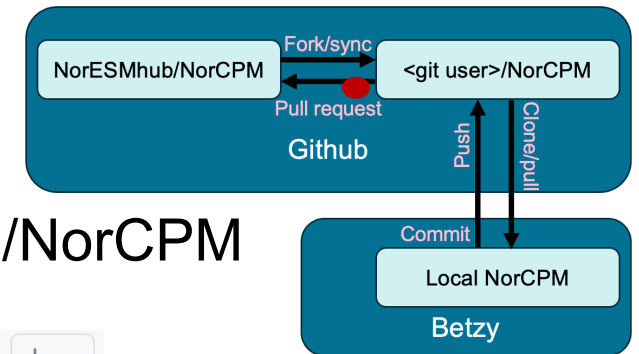 Fork/sync
NorESMhub/NorCPM
<git user>/NorCPM
Pull request
Github
Push
Clone/pull
/NorCPM
Commit
Local NorCPM
Betzy